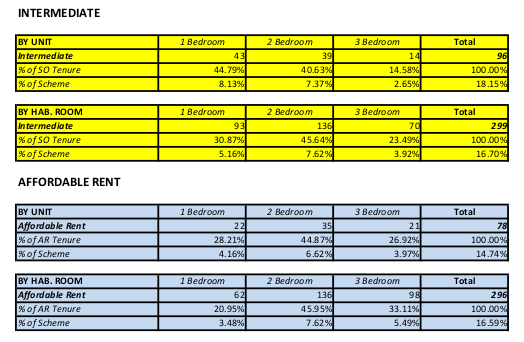 INTERMEDIATE
BY UNIT 1 Bedroom 2 Bedroom 3 Bedroom Total
Intermediate 43 39 14 96
% of SO Tenure 44.79% 40.63% 14.58% 100.00%
% of Scheme 8.13% 7.37% 2.65% 18.15%
BY HAB. ROOM 1 Bedroom 2 Bedroom 3 Bedroom Total
Intermediate 93 136 70 299
% of SO Tenure 30.87% 45.64% 23.49% 100.00%
% of Scheme 5.16% 7.62% 3.92% 16.70%
AFFORDABLE RENT
BY UNIT 1 Bedroom 2 Bedroom 3 Bedroom Total
Affordable Rent 22 35 21 78
% of AR Tenure 28.21% 44.87% 26.92% 100.00%
% of Scheme 4.16% 6.62% 3.97% 14.74%
BY HAB. ROOM 1 Bedroom 2 Bedroom 3 Bedroom Total
Affordable Rent 62 136 98 296
% of AR Tenure 20.95% 45.95% 33.11% 100.00%
% of Scheme 3.48% 7.62% 5.49% 16.59%